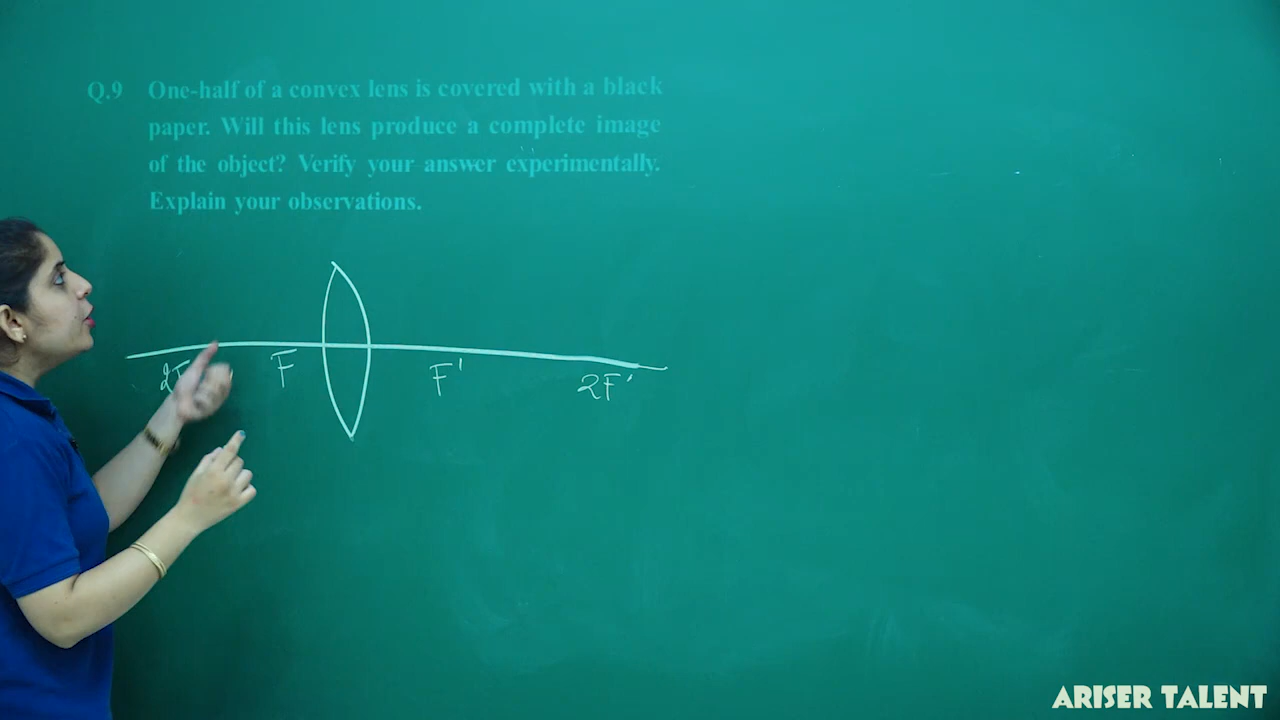 Q.9 One-half of a convex lens is covered with a black
paper. Will this lens produce a complete image
of the object? Verify your answer experimentally.
Explain your observations.
2F F F' 2F'
ARISER TALENT